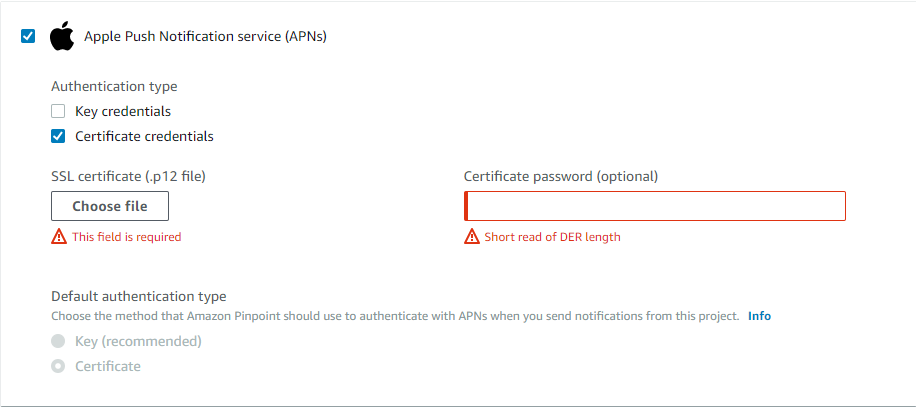 Apple Push Notification service (APNs)
Authentication type
Key credentials
Certificate credentials
SSL certificate (.p12 file)
Choose file
This field is required
Certificate password (optional)
Short read of DER length
Default authentication type
Choose the method that Amazon Pinpoint should use to authenticate with APNs when you send notifications from this project. Info
Key (recommended)
Certificate